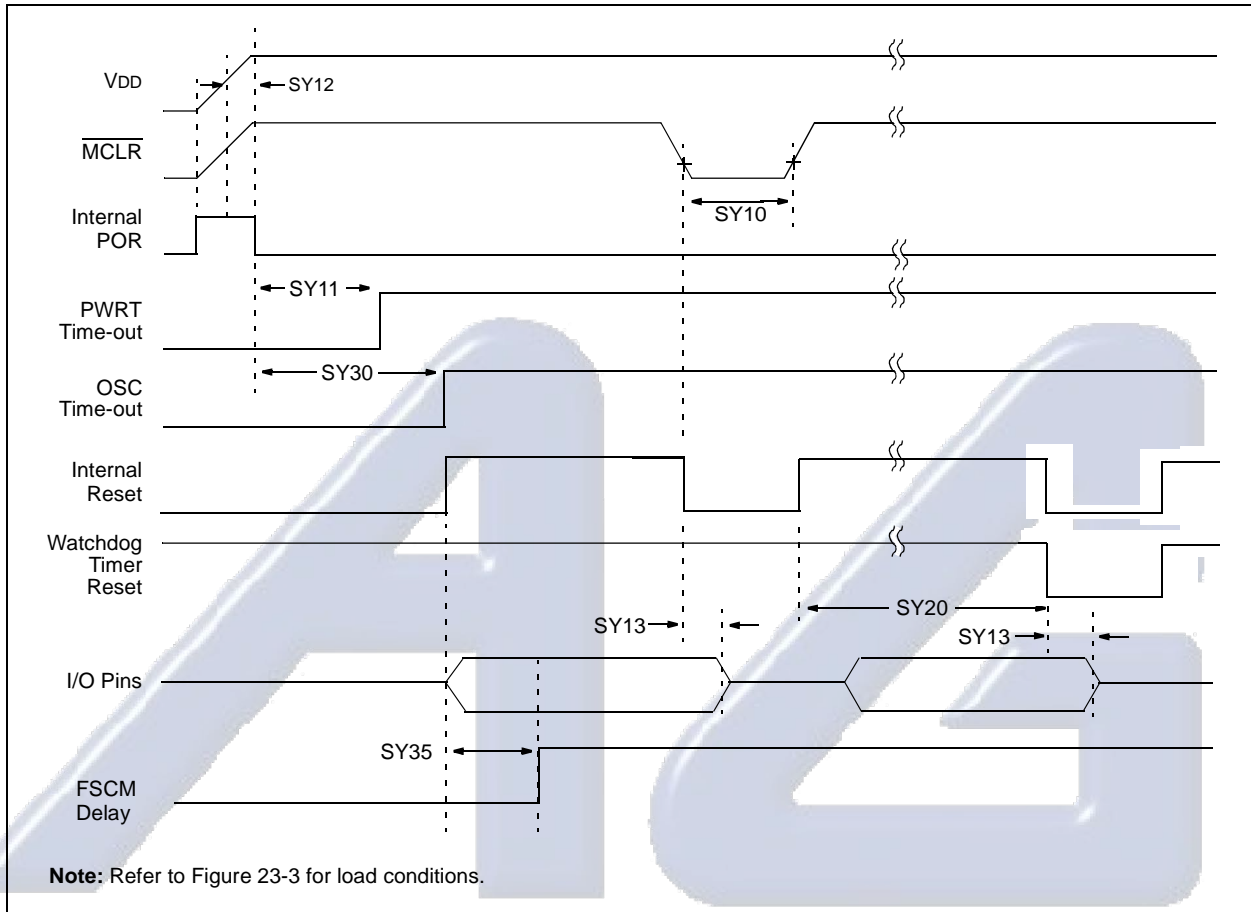 VDD
SY12
MCLR
SY10
Internal
POR
SY11
PWRT
Time-out
SY30
OSC
Time-out
Internal
Reset
Watchdog
Timer
Reset
SY20
SY13
SY13
I/O Pins
SY35
FSCM
Delay
Note: Refer to Figure 23-3 for load conditions.